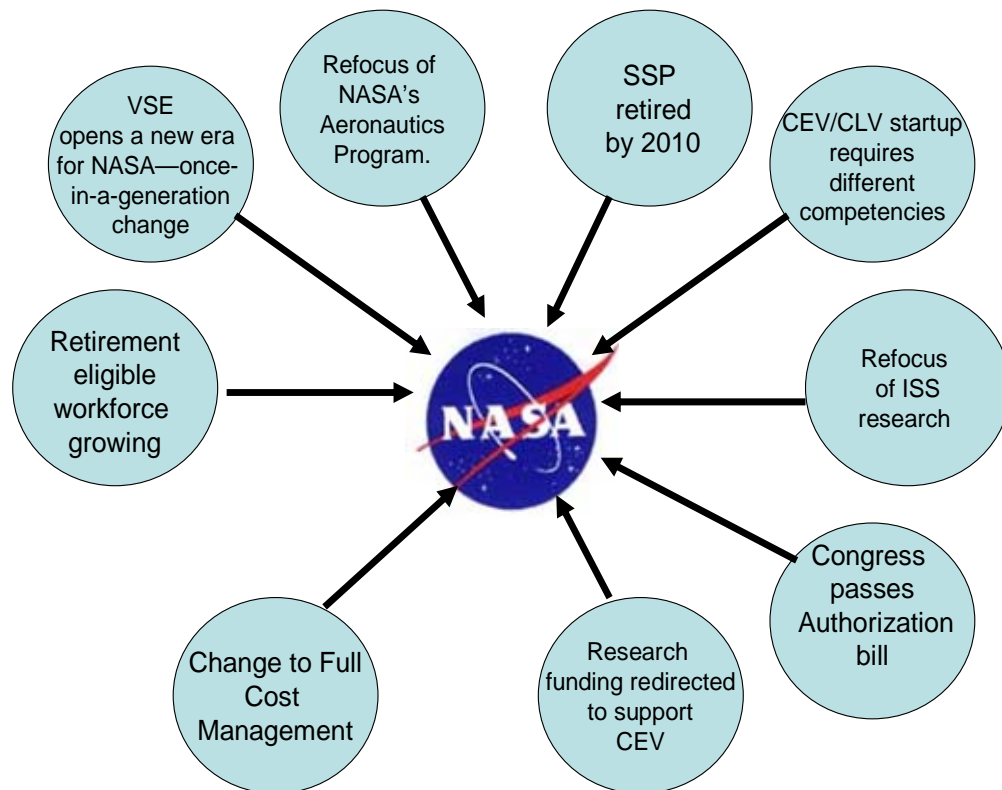 VSE
opens a new era
for NASA—once-
in-a-generation
change
Refocus of
NASA's
Aeronautics
Program.
SSP
retired
by 2010
CEV/CLV startup
requires
different
competencies
Retirement
eligible
workforce
growing
NASA
Refocus
of ISS
research
Change to Full
Cost
Management
Research
funding redirected
to support
CEV
Congress
passes
Authorization
bill